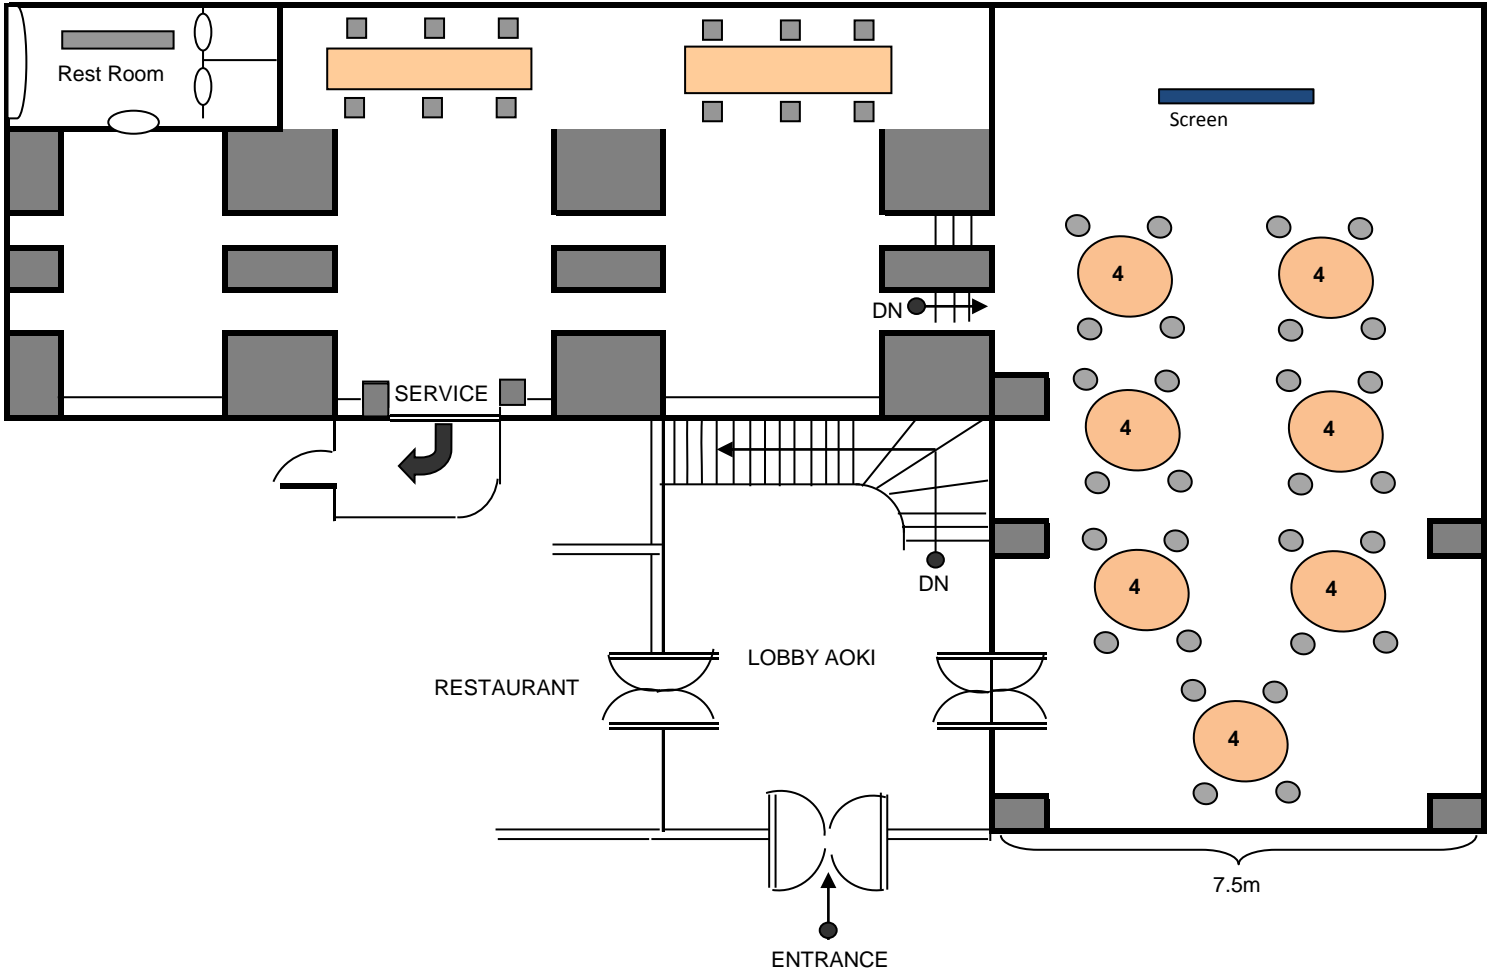 Rest Room
Screen
4
4
DN
SERVICE
4
4
DN
4
4
LOBBY AOKI
RESTAURANT
4
7.5m
ENTRANCE